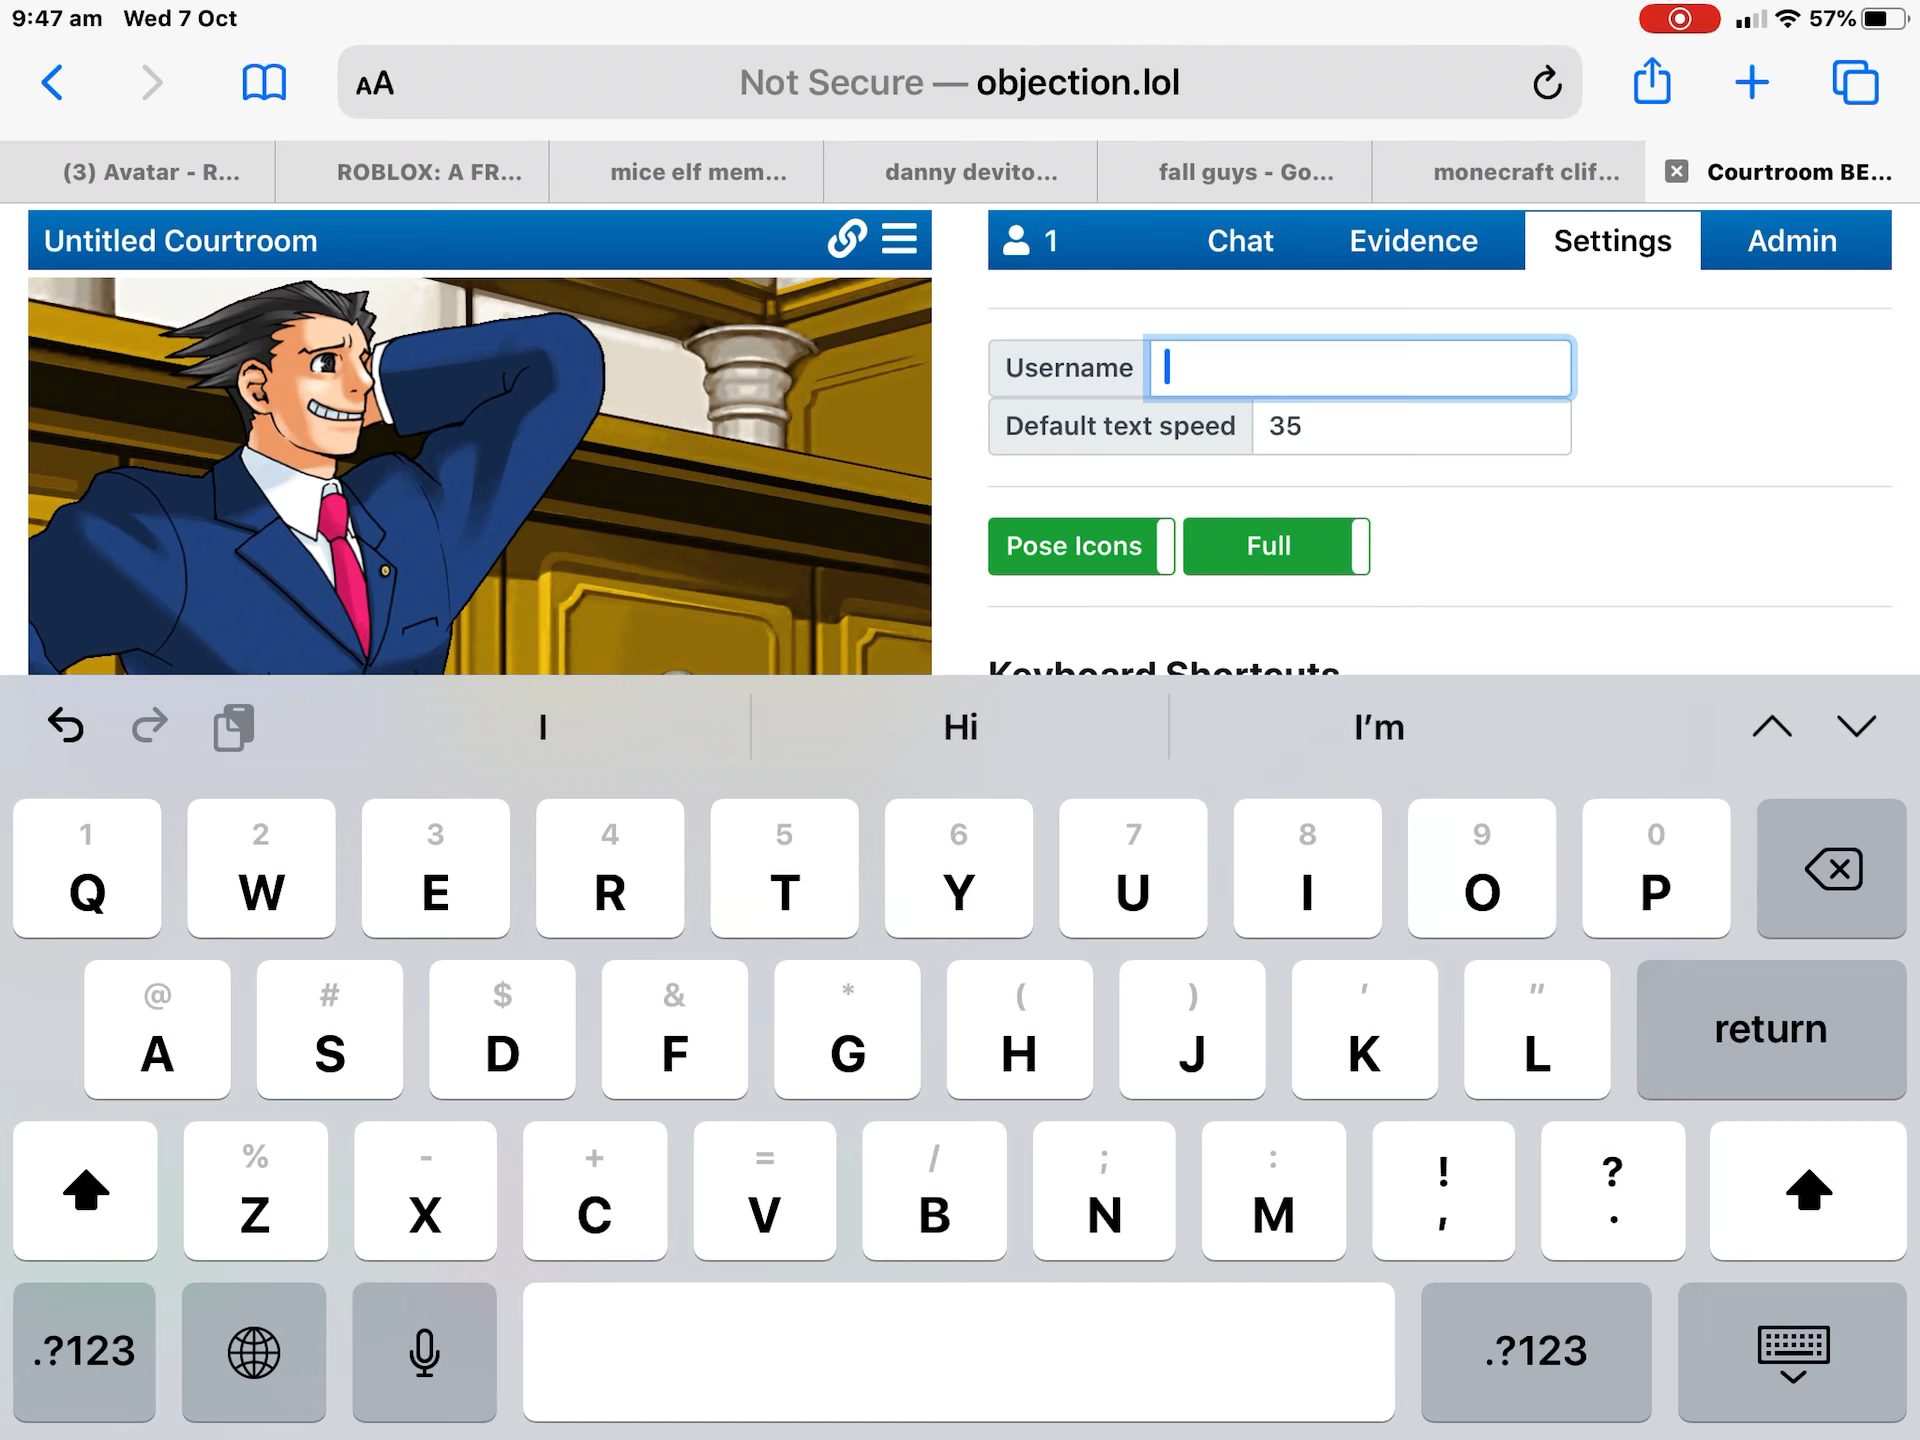 9:47 am Wed 7 Oct 57%
AA Not Secure — objection.lol
(3) Avatar - R... ROBLOX: A FR... mice elf mem... danny devito... fall guys - Go... monecraft clif... Courtroom BE...
Untitled Courtroom 1 Chat Evidence Settings Admin
Username
Default text speed 35
Pose Icons Full
Keyboard Shortcuts
I Hi I’m
1 2 3 4 5 6 7 8 9 0
Q W E R T Y U I O P
@ # $ & * ( ) ' "
A S D F G H J K L return
% - + = / ; : ! ?
Z X C V B N M , .
.?123 .?123